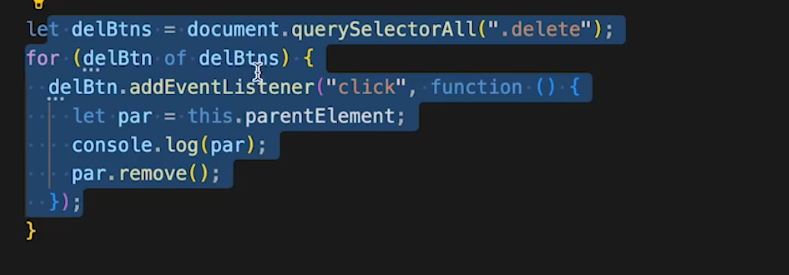 let delBtns = document.querySelectorAll(".delete");
for (delBtn of delBtns) {
  delBtn.addEventListener("click", function () {
    let par = this.parentElement;
    console.log(par);
    par.remove();
  });
}